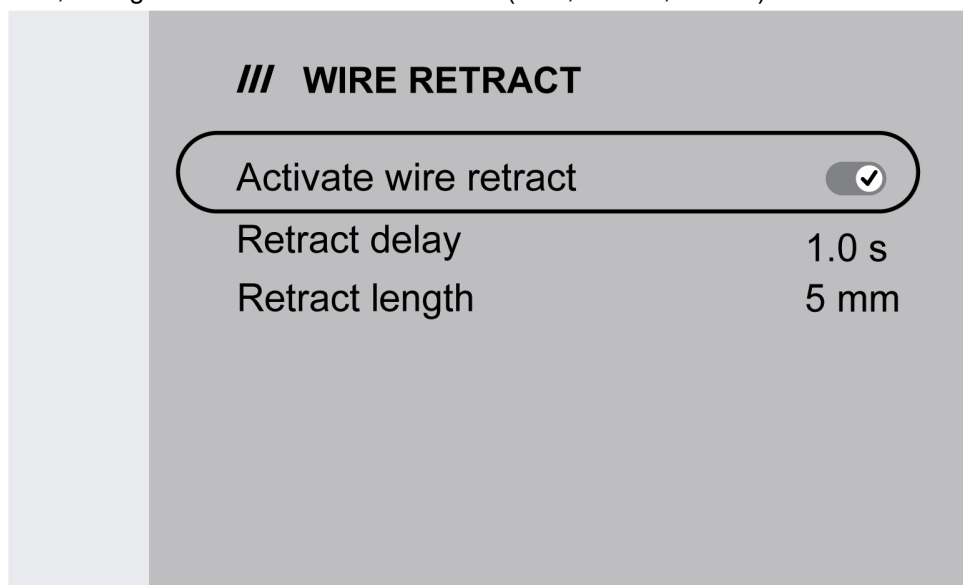 /// WIRE RETRACT
Activate wire retract
Retract delay 1.0 s
Retract length 5 mm